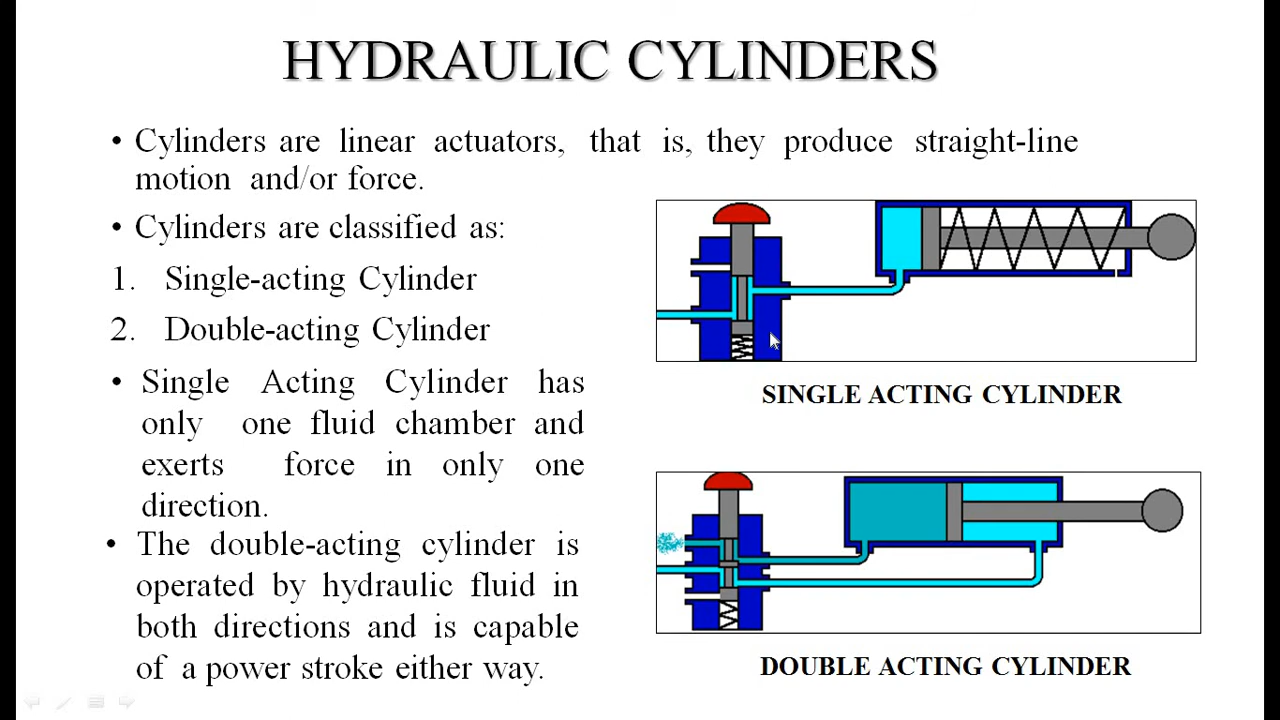 HYDRAULIC CYLINDERS
• Cylinders are linear actuators, that is, they produce straight-line
motion and/or force.
• Cylinders are classified as:
1. Single-acting Cylinder
2. Double-acting Cylinder
• Single Acting Cylinder has
only one fluid chamber and
exerts force in only one
direction.
• The double-acting cylinder is
operated by hydraulic fluid in
both directions and is capable
of a power stroke either way.
SINGLE ACTING CYLINDER
DOUBLE ACTING CYLINDER